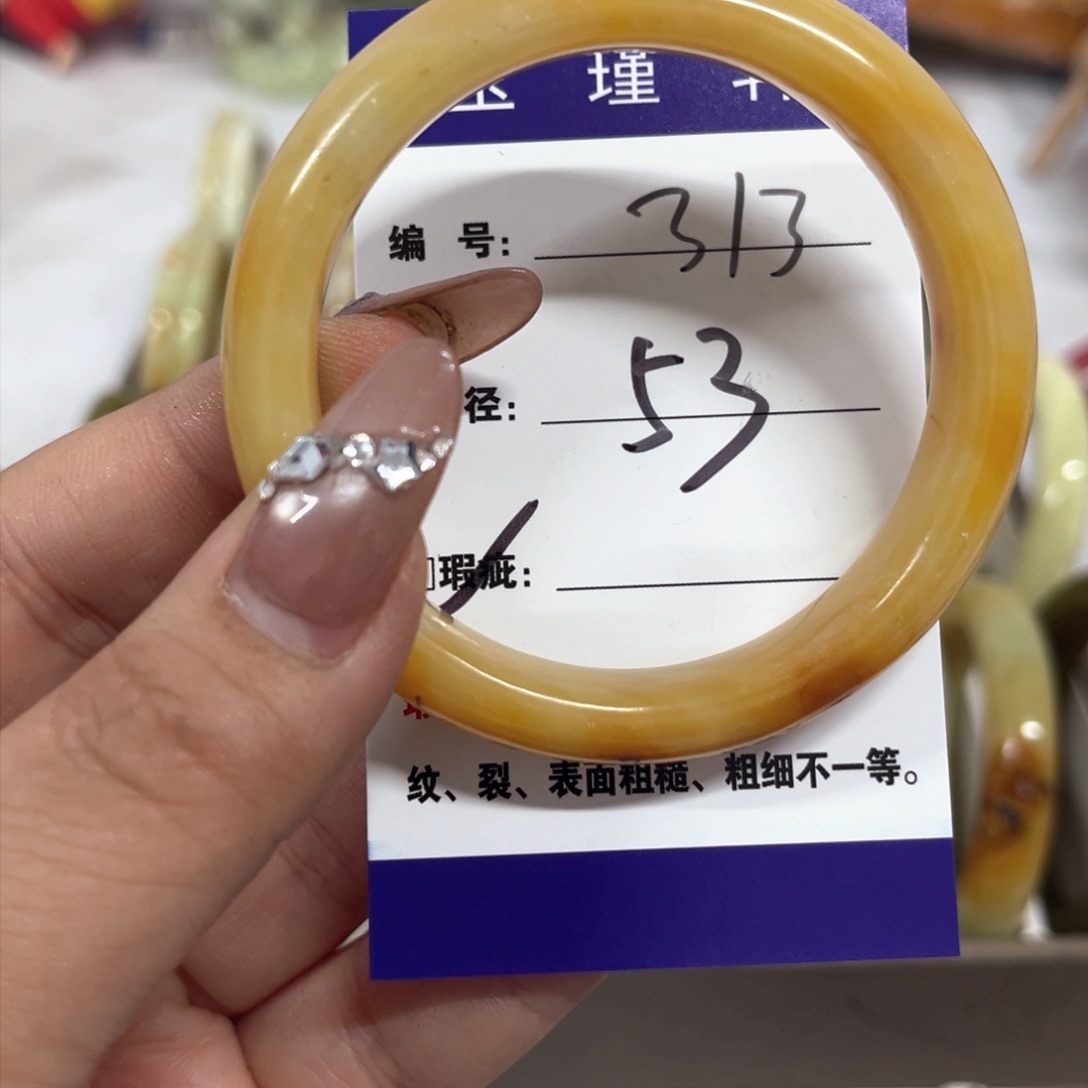 瑾
编 号: 313
径: 53
瑕疵:
纹、裂、表面粗糙、粗细不一等。